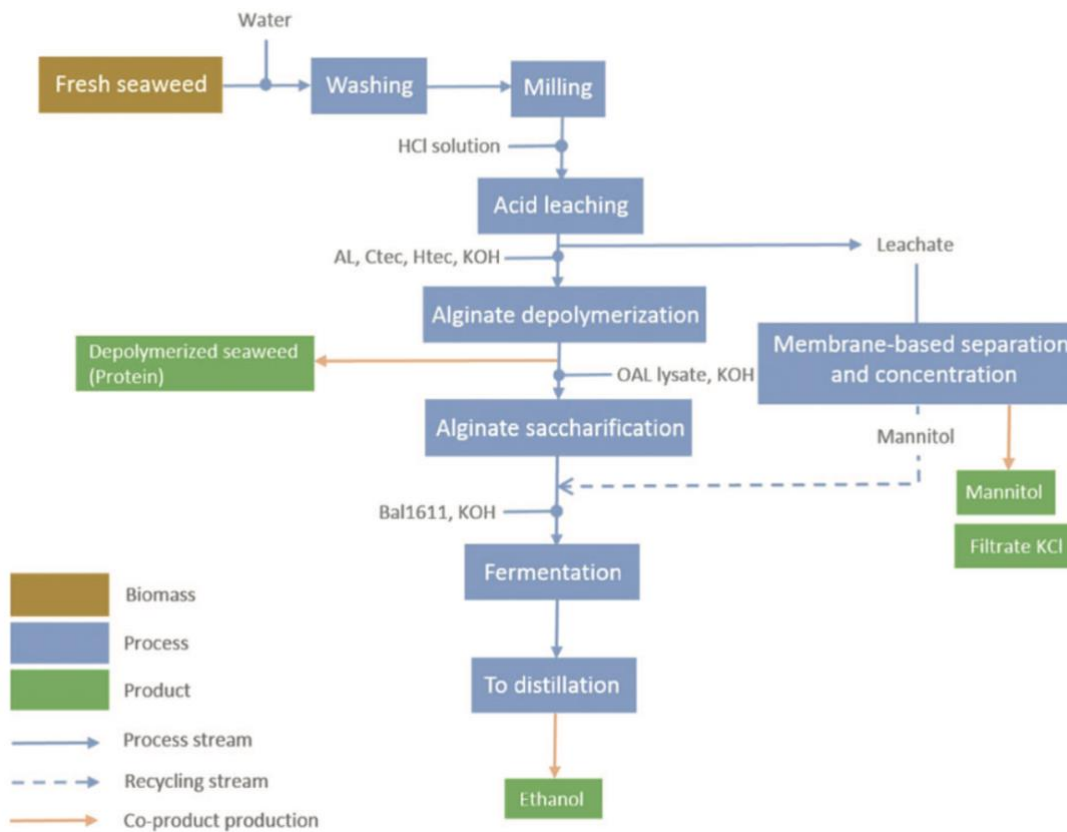 Water
Fresh seaweed
Washing
Milling
HCl solution
Acid leaching
Leachate
AL, Ctec, Htec, KOH
Alginate depolymerization
Membrane-based separation
and concentration
Depolymerized seaweed
(Protein)
OAL lysate, KOH
Alginate saccharification
Mannitol
Mannitol
Bal1611, KOH
Filtrate KCl
Fermentation
Biomass
Process
To distillation
Product
Process stream
Recycling stream
Ethanol
Co-product production